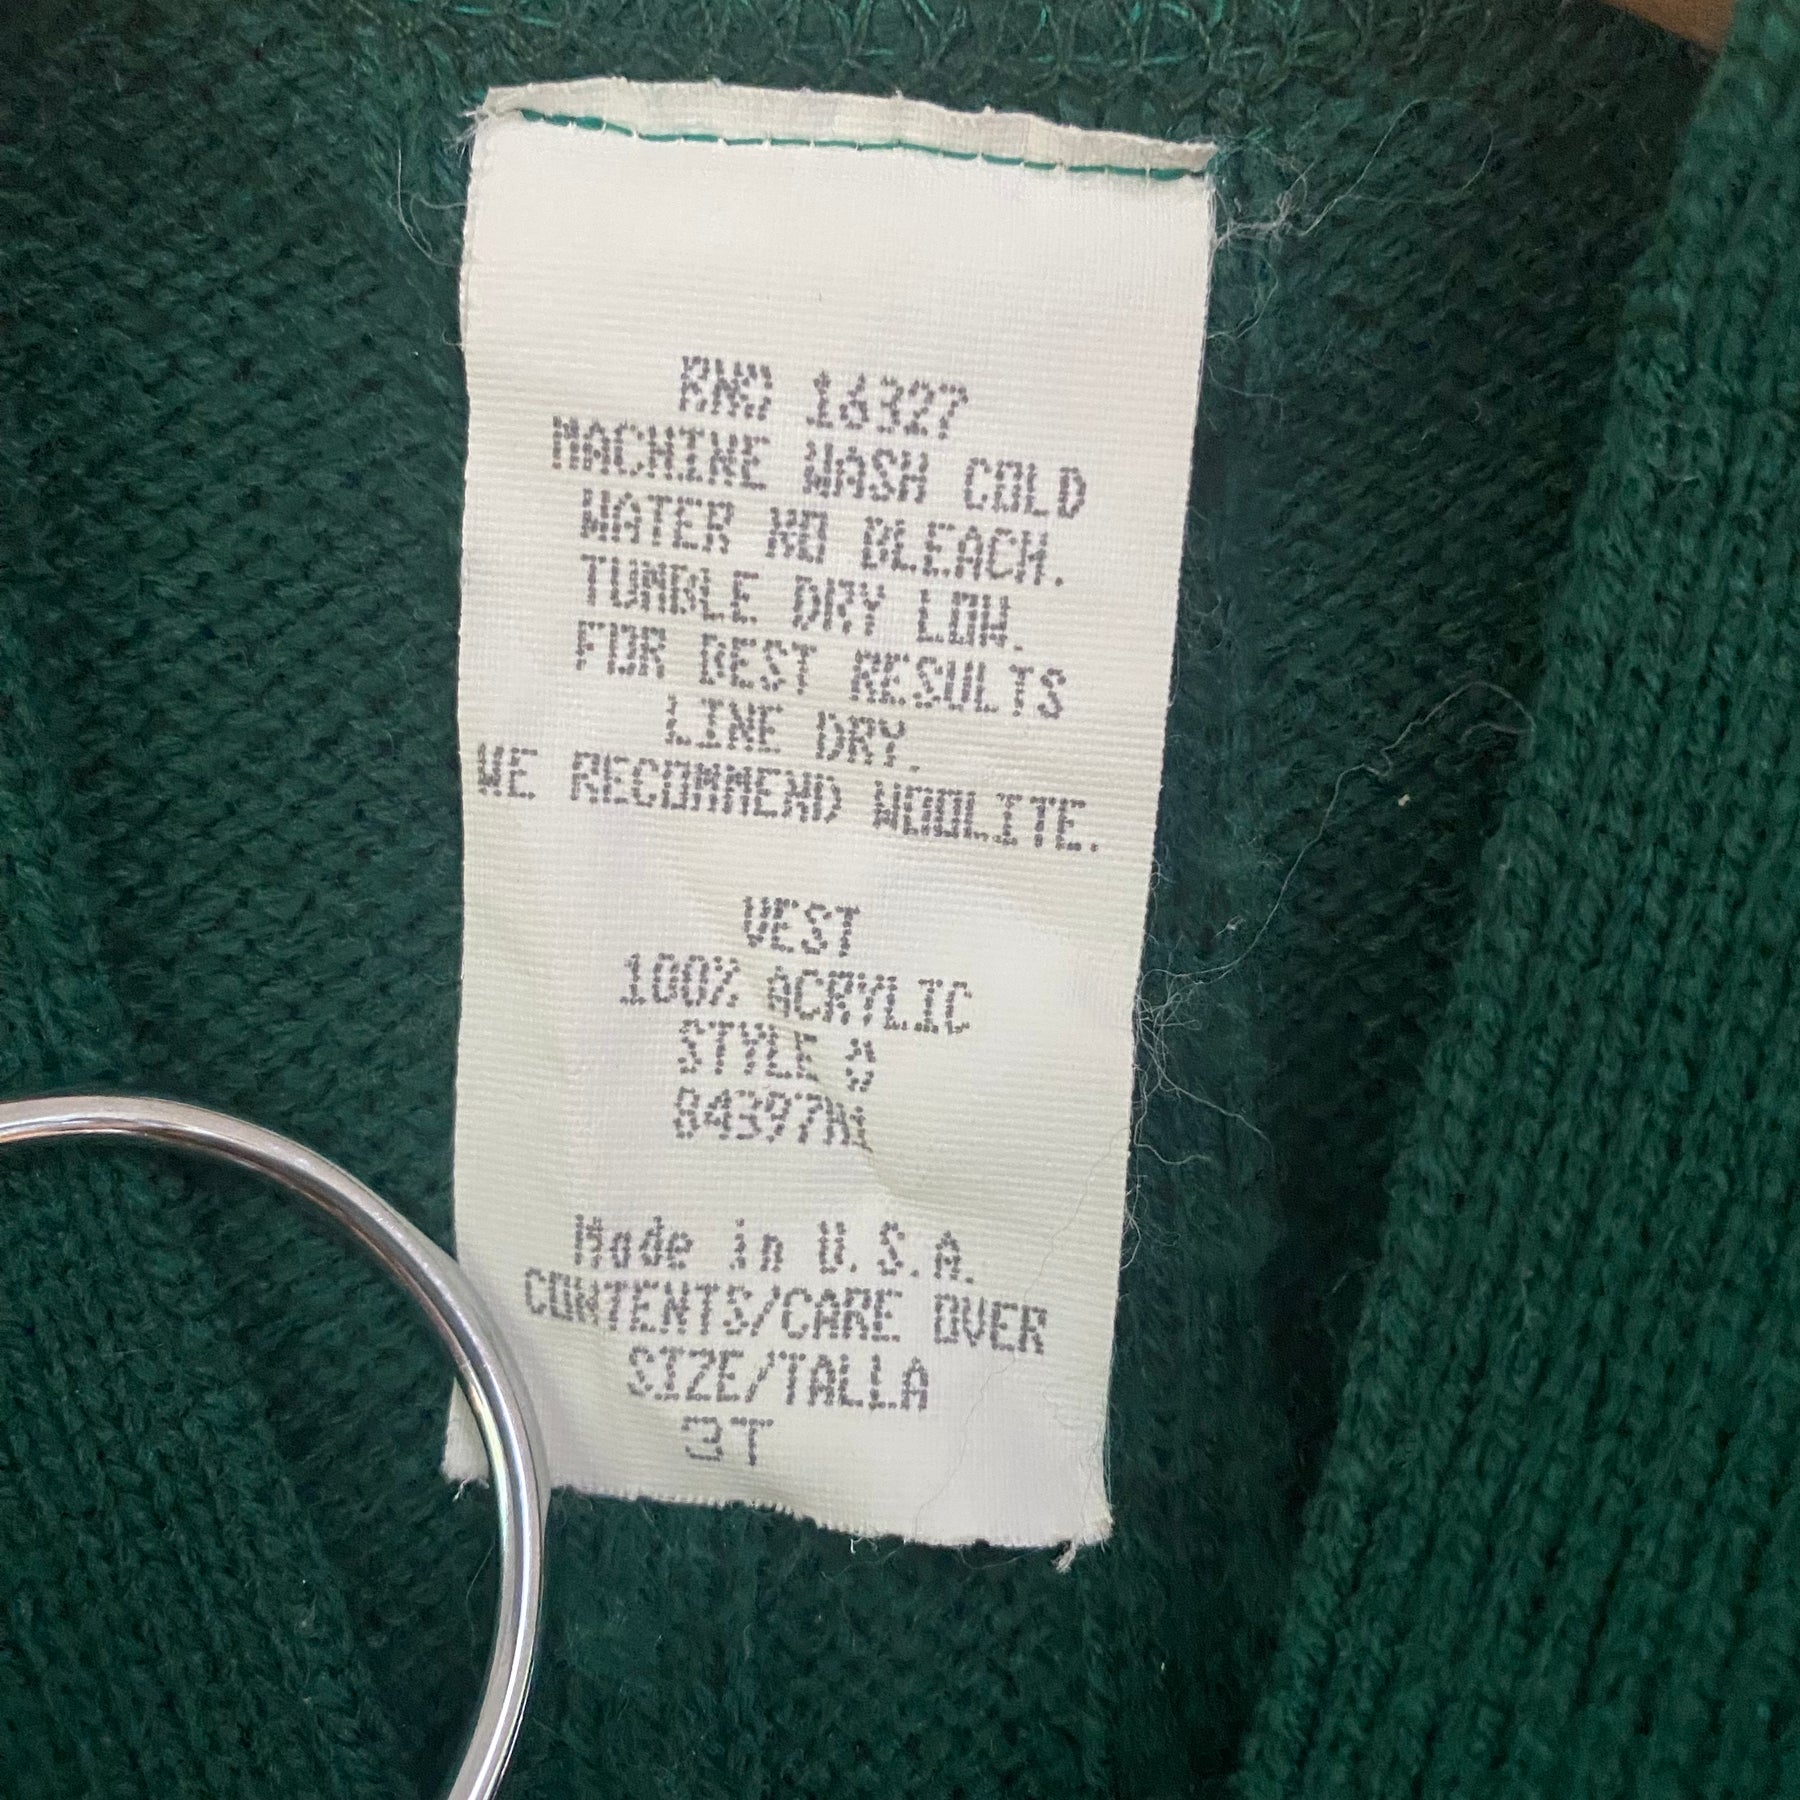 RN# 16327
MACHINE WASH COLD
WATER NO BLEACH.
TUMBLE DRY LOW.
FOR BEST RESULTS
LINE DRY.
WE RECOMMEND WOOLITE.
VEST
100% ACRYLIC
STYLE
Made in U.S.A.
CONTENTS/CARE OVER
SIZE/TALLA
3T